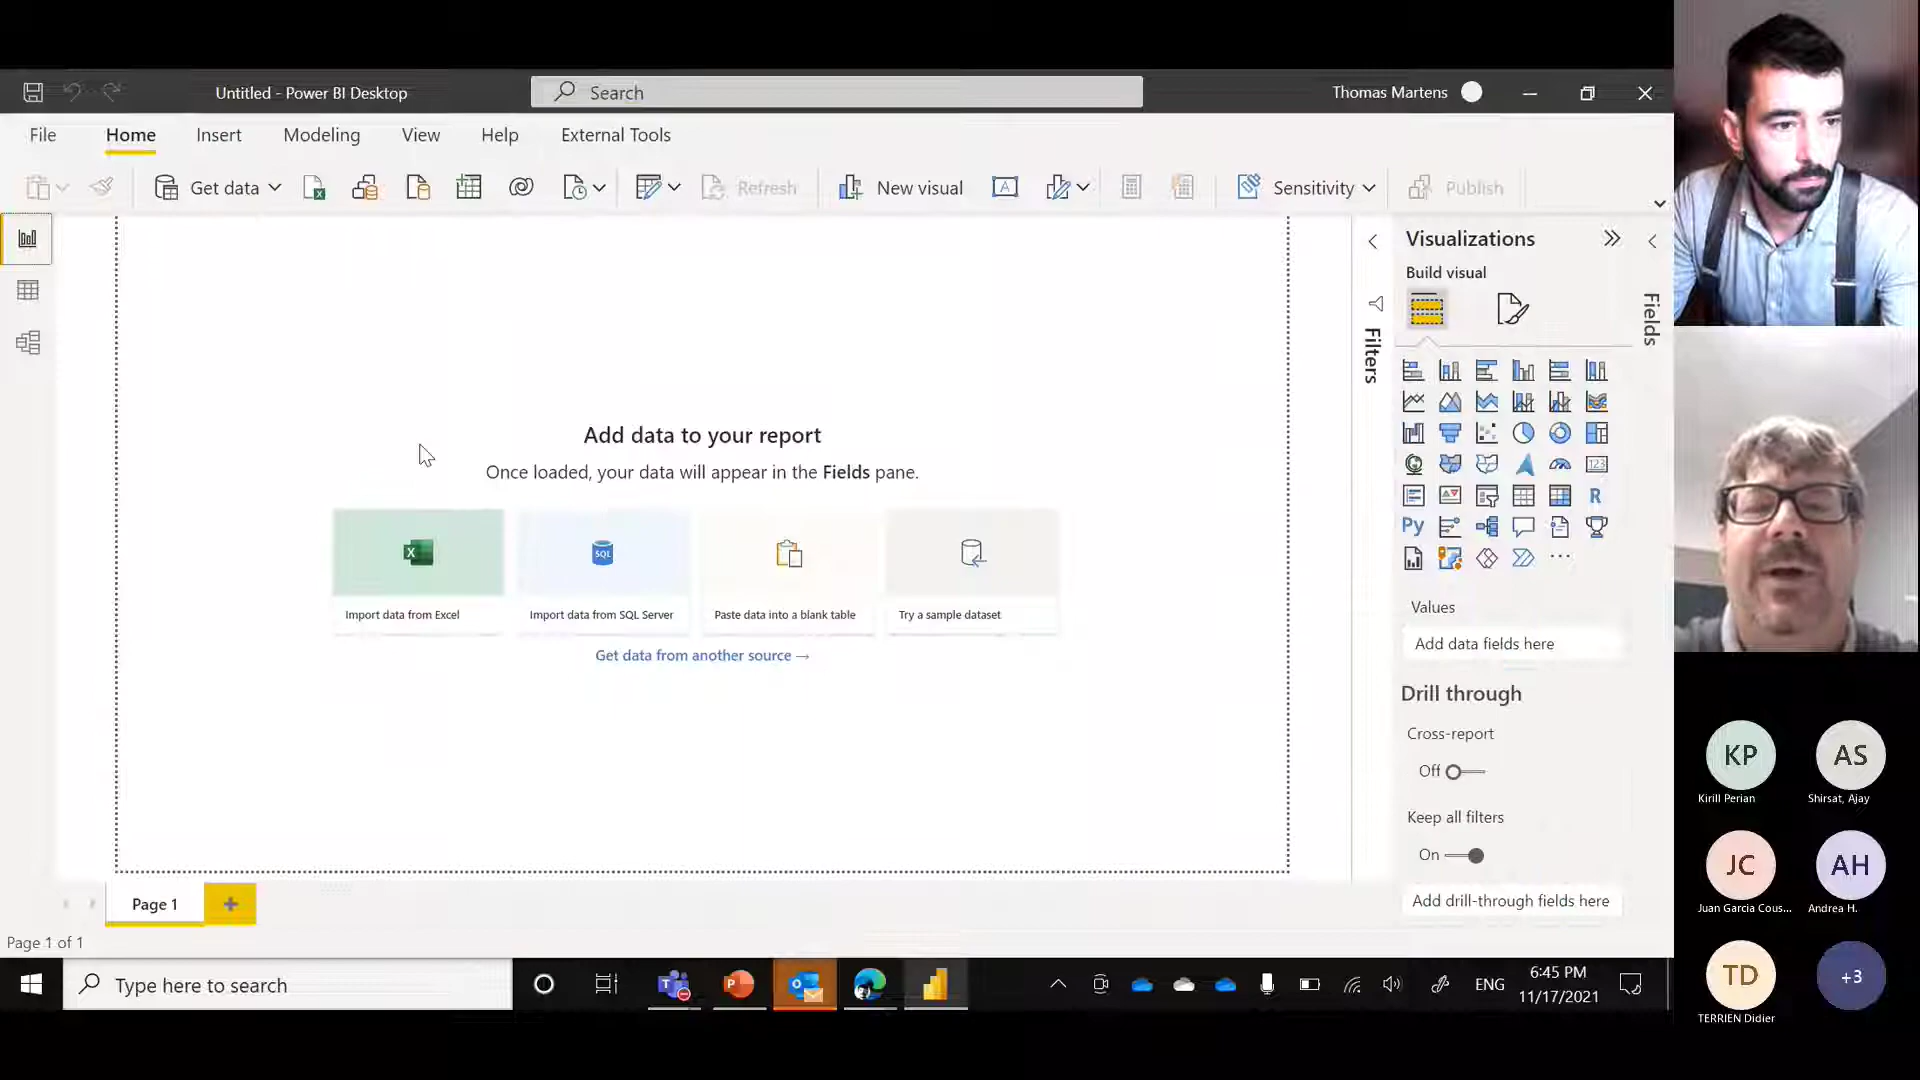 Untitled - Power BI Desktop
Search
Thomas Martens
File Home Insert Modeling View Help External Tools
Get data
Refresh
New visual
Sensitivity
Publish
Visualizations
Build visual
Filters
Fields
Add data to your report
Once loaded, your data will appear in the Fields pane.
X
SQL
Import data from Excel
Import data from SQL Server
Paste data into a blank table
Try a sample dataset
Get data from another source →
A
123
R
Py
Values
Add data fields here
Drill through
Cross-report
Off
Keep all filters
On
Add drill-through fields here
Page 1
Page 1 of 1
Type here to search
ENG
6:45 PM
11/17/2021
KP
Kirill Perian
AS
Shirsat, Ajay
JC
Juan Garcia Cous...
AH
Andrea H.
TD
TERRIEN Didier
+3